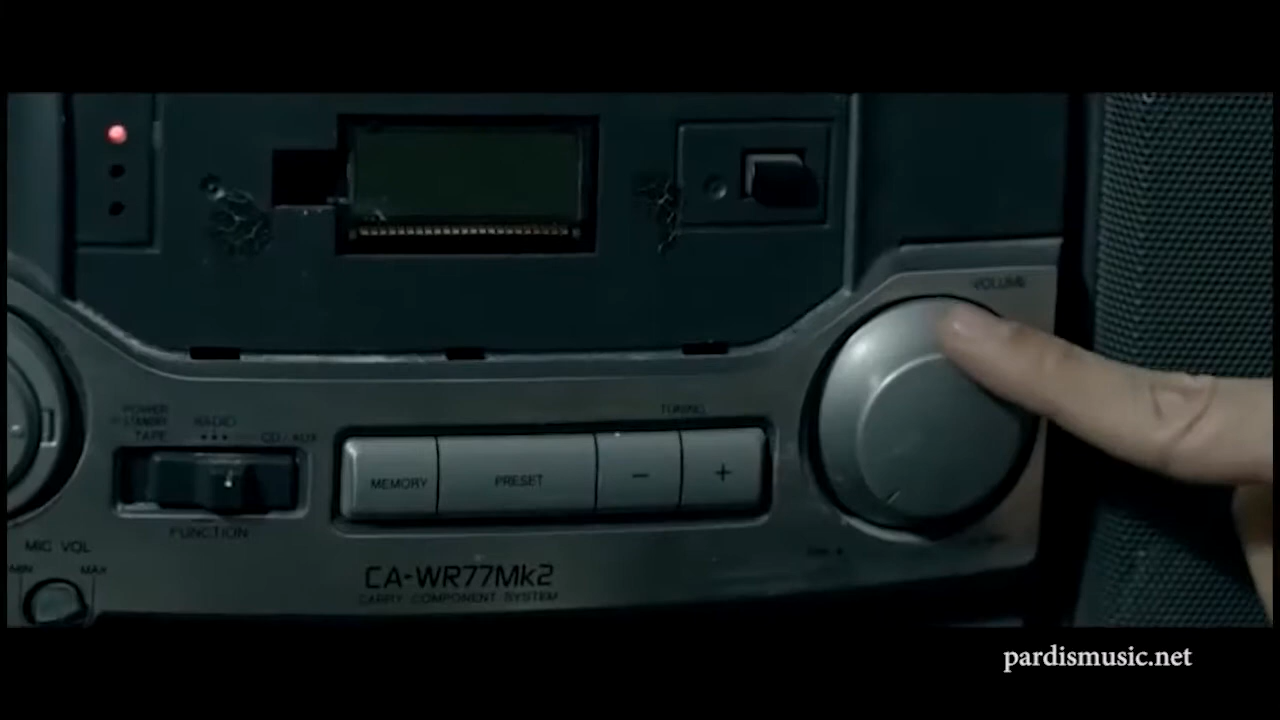 VOLUME
POWER
STANDBY
TAPE
RADIO
CD/AUX
TUNING
MEMORY
PRESET
−
+
FUNCTION
MIC VOL
MIN
MAX
CA-WR77Mk2
CARRY COMPONENT SYSTEM
pardismusic.net